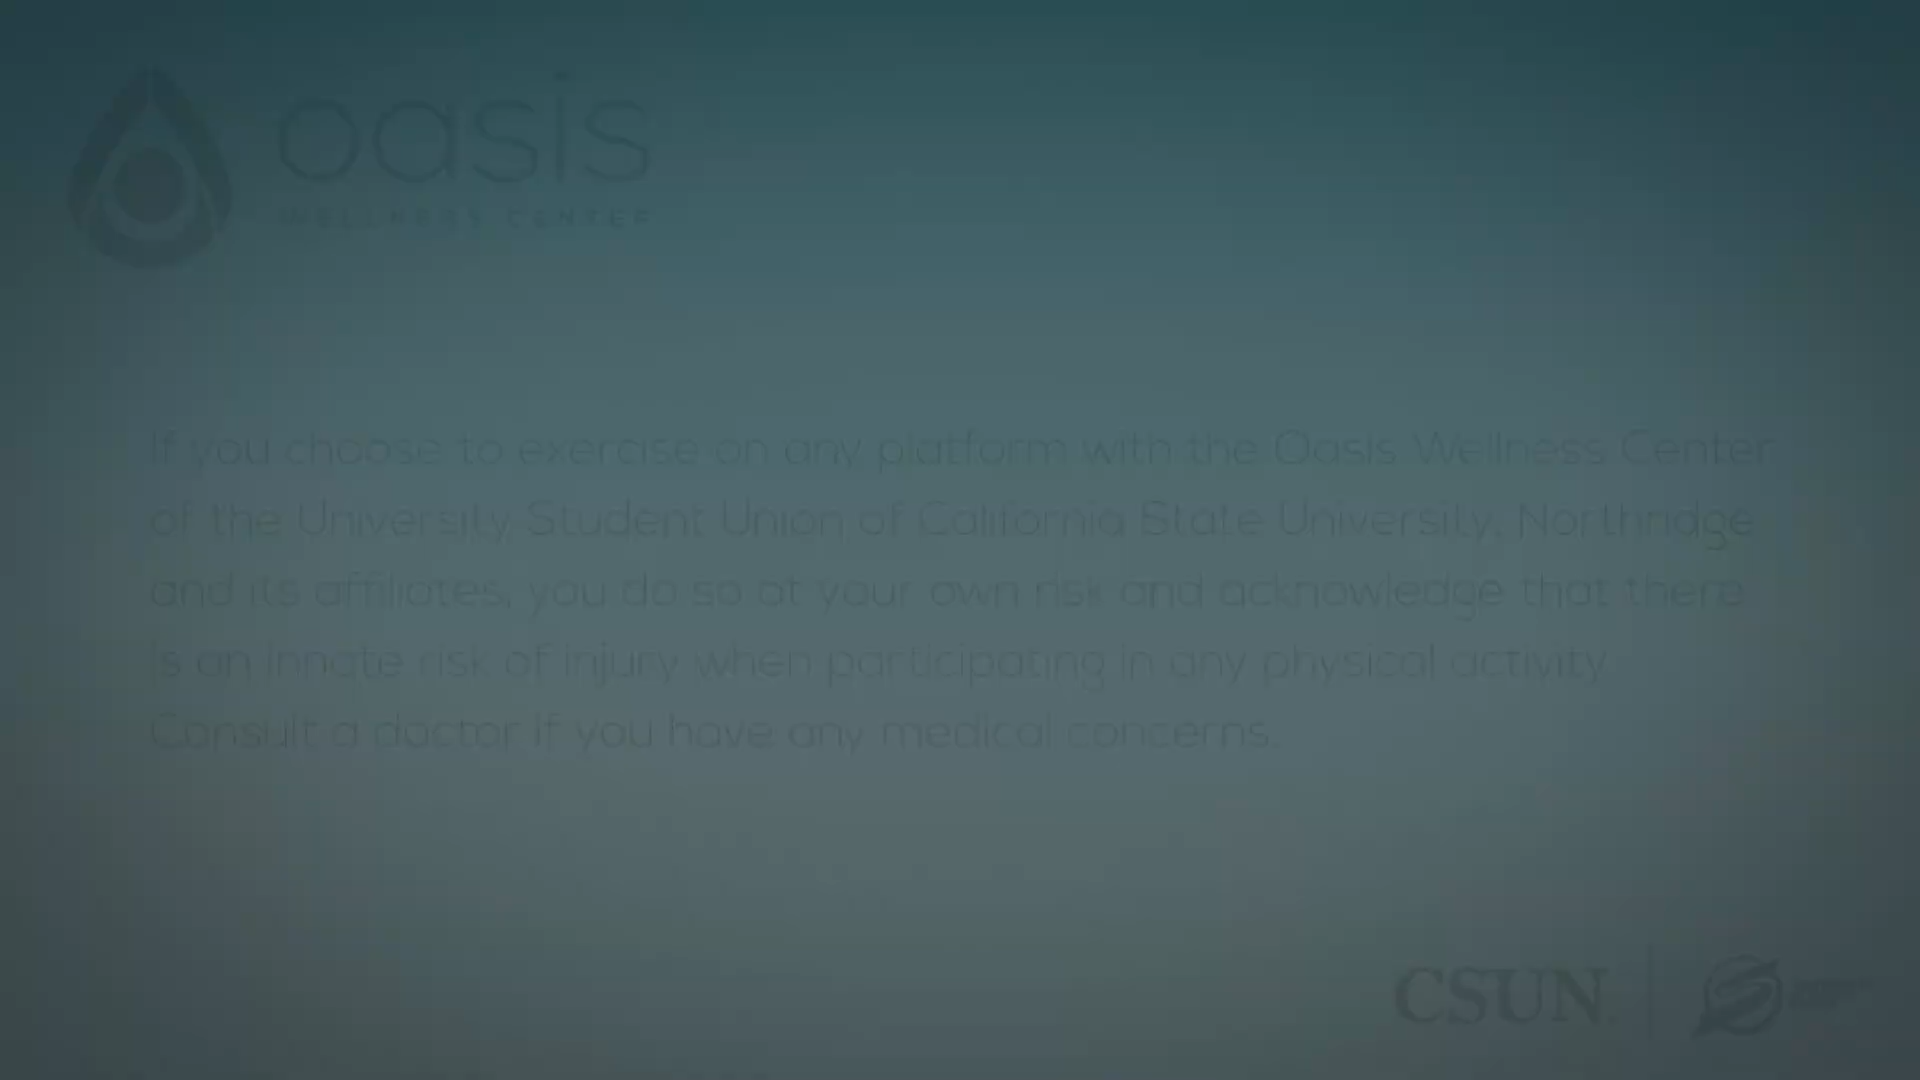 oasis
WELLNESS CENTER
If you choose to exercise on any platform with the Oasis Wellness Center
of the University Student Union of California State University, Northridge
and its affiliates, you do so at your own risk and acknowledge that there
is an innate risk of injury when participating in any physical activity.
Consult a doctor if you have any medical concerns.
CSUN.